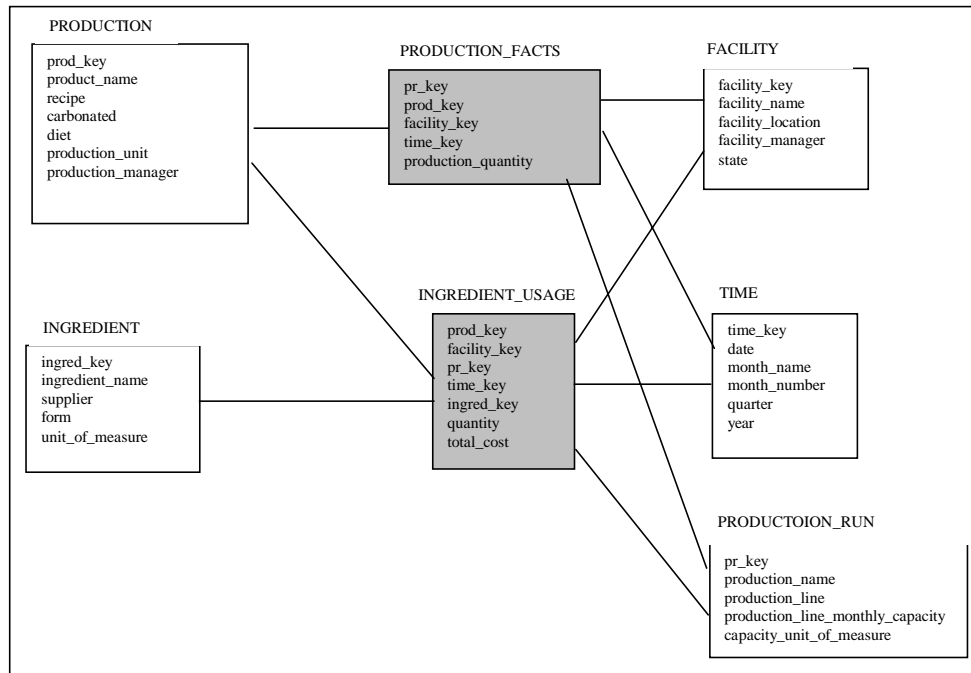 PRODUCTION
prod_key
product_name
recipe
carbonated
diet
production_unit
production_manager
PRODUCTION_FACTS
pr_key
prod_key
facility_key
time_key
production_quantity
FACILITY
facility_key
facility_name
facility_location
facility_manager
state
INGREDIENT
ingred_key
ingredient_name
supplier
form
unit_of_measure
INGREDIENT_USAGE
prod_key
facility_key
pr_key
time_key
ingred_key
quantity
total_cost
TIME
time_key
date
month_name
month_number
quarter
year
PRODUCTOION_RUN
pr_key
production_name
production_line
production_line_monthly_capacity
capacity_unit_of_measure